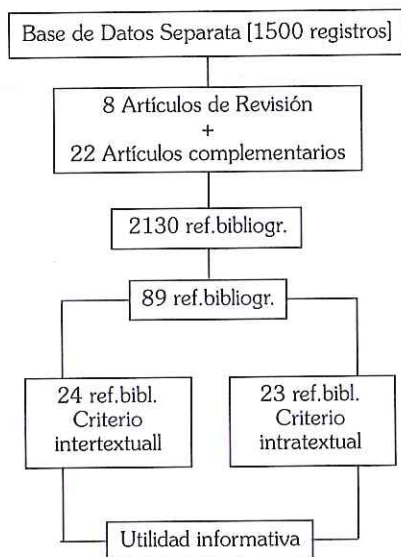 Base de Datos Separata [1500 registros]
8 Artículos de Revisión
+
22 Artículos complementarios
2130 ref.bibliogr.
89 ref.bibliogr.
24 ref.bibl.
Criterio
intertextuall
23 ref.bibl.
Criterio
intratextual
Utilidad informativa